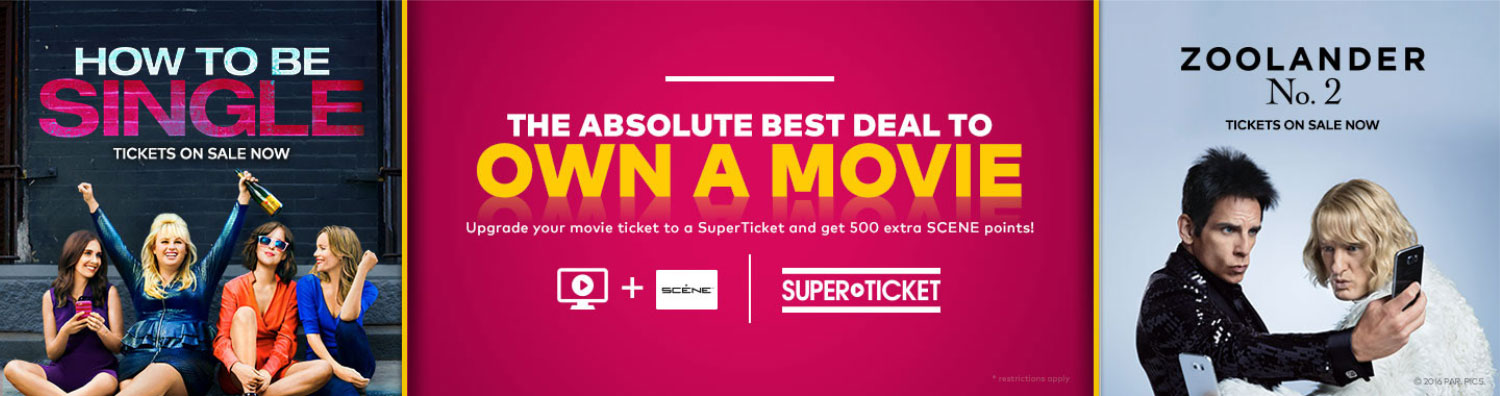 HOW TO BE
SINGLE
TICKETS ON SALE NOW
THE ABSOLUTE BEST DEAL TO
OWN A MOVIE
Upgrade your movie ticket to a SuperTicket and get 500 extra SCENE points!
+ SCÈNE
SUPER TICKET
* restrictions apply
ZOOLANDER
No. 2
TICKETS ON SALE NOW
© 2016 PAR. PICS.